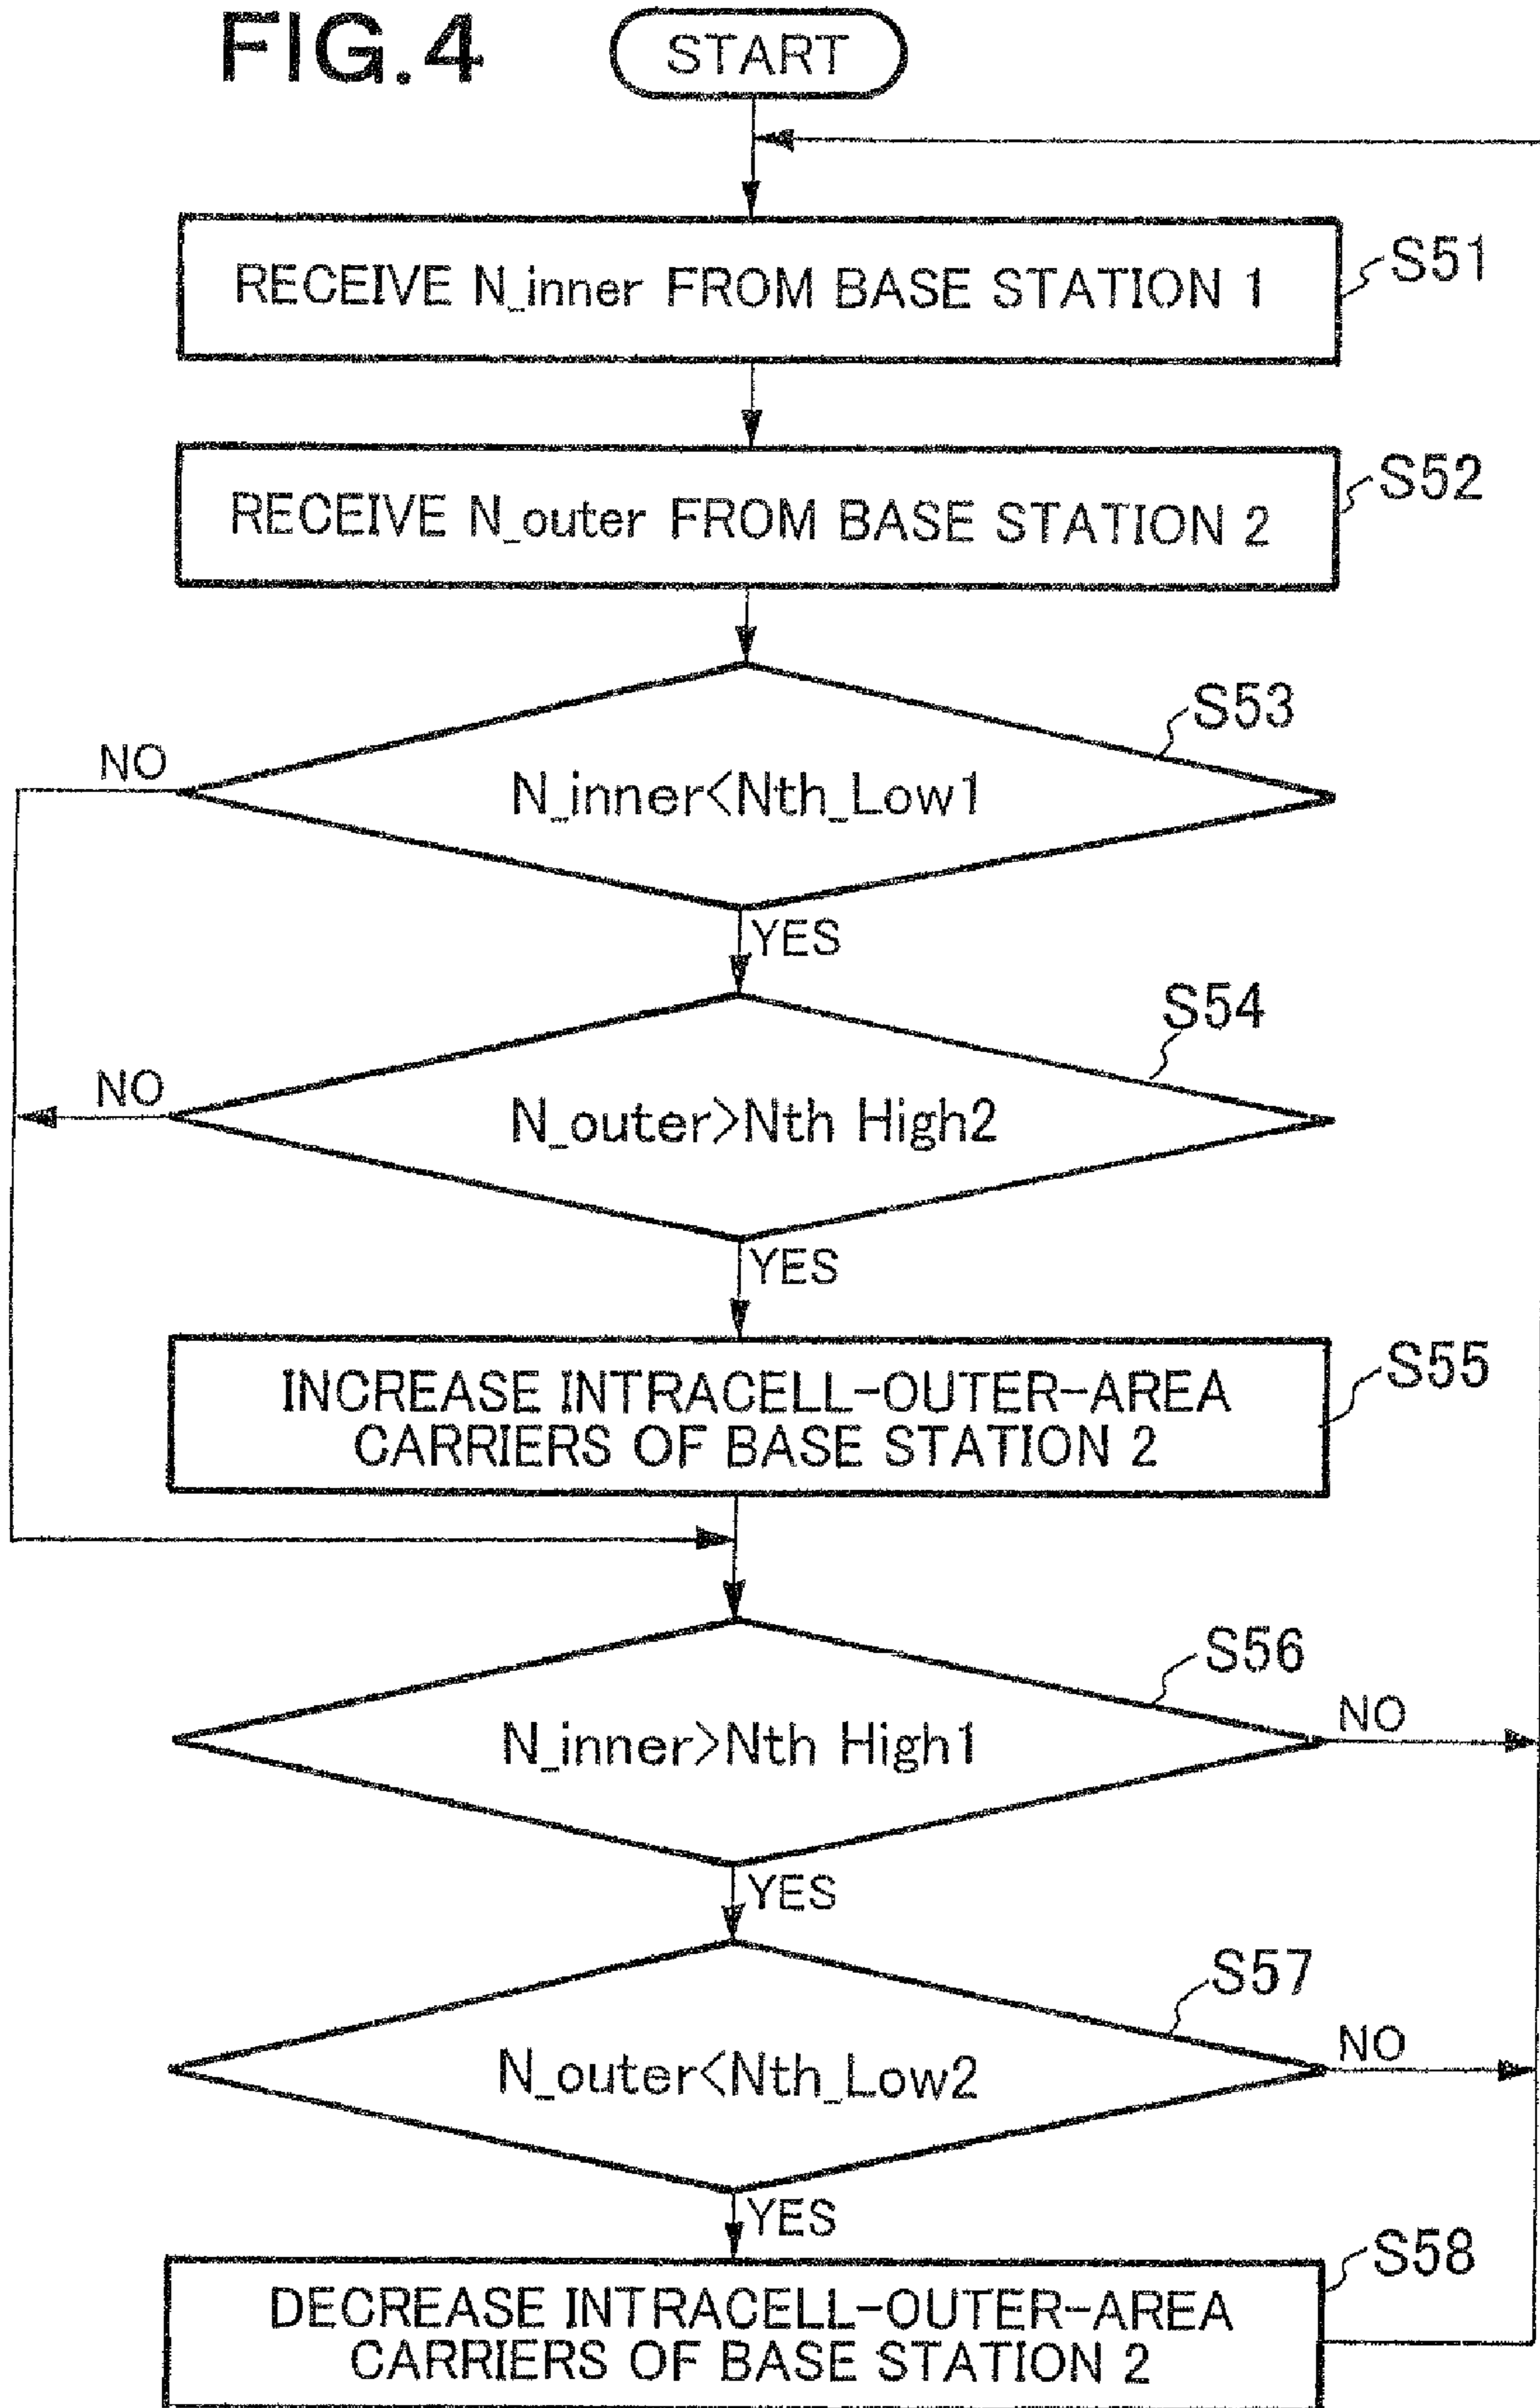 FIG.4
START
RECEIVE N_inner FROM BASE STATION 1
S51
RECEIVE N_outer FROM BASE STATION 2
S52
S53
NO
N_inner<Nth_Low1
YES
S54
NO
N_outer>Nth High2
YES
INCREASE INTRACELL-OUTER-AREA
CARRIERS OF BASE STATION 2
S55
S56
NO
N_inner>Nth High1
YES
S57
NO
N_outer<Nth_Low2
YES
DECREASE INTRACELL-OUTER-AREA
CARRIERS OF BASE STATION 2
S58